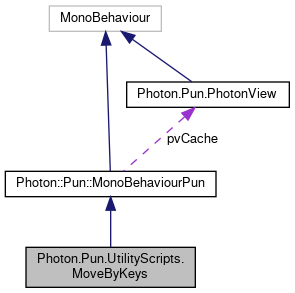 MonoBehaviour
Photon.Pun.PhotonView
pvCache
Photon::Pun::MonoBehaviourPun
Photon.Pun.UtilityScripts.
MoveByKeys